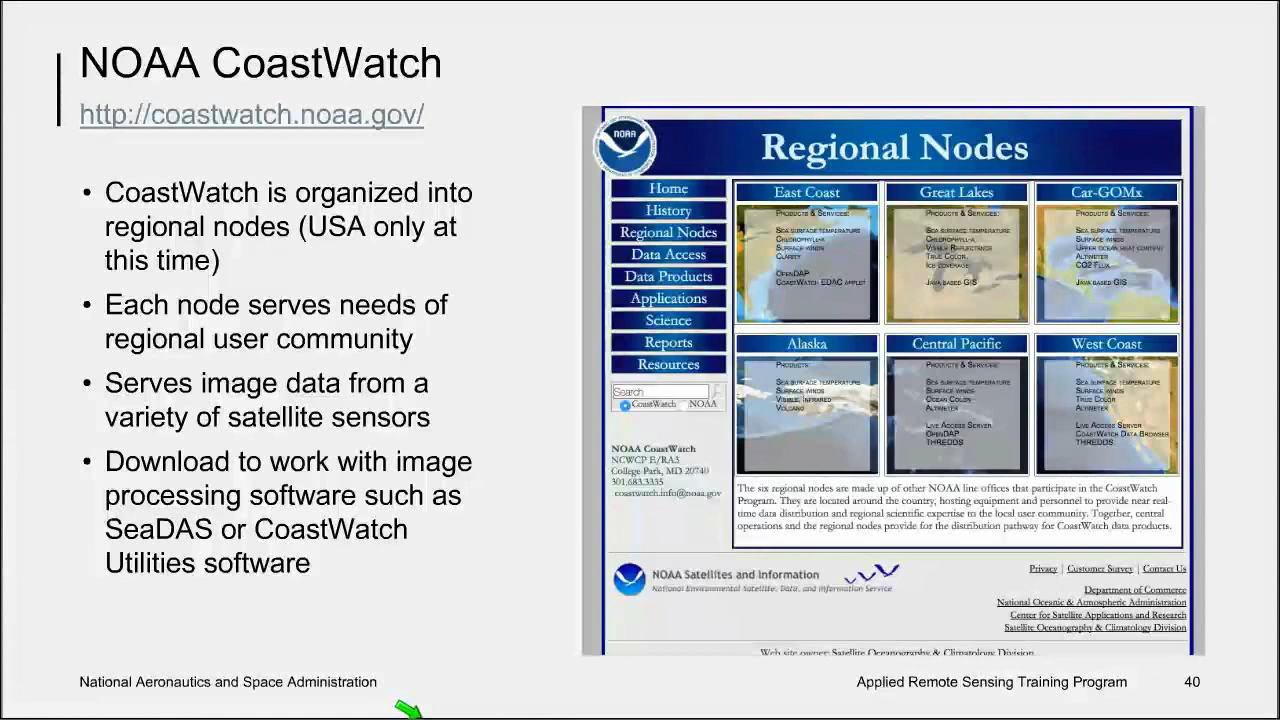 NOAA CoastWatch
http://coastwatch.noaa.gov/
• CoastWatch is organized into
regional nodes (USA only at
this time)
• Each node serves needs of
regional user community
• Serves image data from a
variety of satellite sensors
• Download to work with image
processing software such as
SeaDAS or CoastWatch
Utilities software
NOAA
Regional Nodes
Home
History
Regional Nodes
Data Access
Data Products
Applications
Science
Reports
Resources
Search
CoastWatch NOAA
NOAA CoastWatch
NCWCP E/RA3
College Park, MD 20740
301.683.3335
coastwatch.info@noaa.gov
East Coast
Products & Services:
Sea surface temperature
Chlorophyll-a
Surface winds
Clarity
OpenDAP
CoastWatch EDAC applet
Great Lakes
Products & Services:
Sea surface temperature
Chlorophyll-a,
Visible Reflectance
True Color,
Ice coverage
Java based GIS
Car-GOMx
Products & Services:
Sea surface temperature
Surface winds
Upper ocean heat content
Altimeter
CO2 Flux
Java based GIS
Alaska
Products:
Sea surface temperature
Surface winds
Visible, Infrared
Volcano
Central Pacific
Products & Services:
Sea surface temperature
Surface winds
Ocean Color
Altimeter
Live Access Server
OpenDAP
THREDDS
West Coast
Products & Services:
Sea surface temperature
Surface winds
True Color
Altimeter
Live Access Server
CoastWatch Data Browser
THREDDS
The six regional nodes are made up of other NOAA line offices that participate in the CoastWatch
Program. They are located around the country, hosting equipment and personnel to provide near real-
time data distribution and regional scientific expertise to the local user community. Together, central
operations and the regional nodes provide for the distribution pathway for CoastWatch data products.
NOAA Satellites and Information
National Environmental Satellite, Data, and Information Service
Privacy | Customer Survey | Contact Us
Department of Commerce
National Oceanic & Atmospheric Administration
Center for Satellite Applications and Research
Satellite Oceanography & Climatology Division
Web site owner: Satellite Oceanography & Climatology Division
National Aeronautics and Space Administration
Applied Remote Sensing Training Program
40